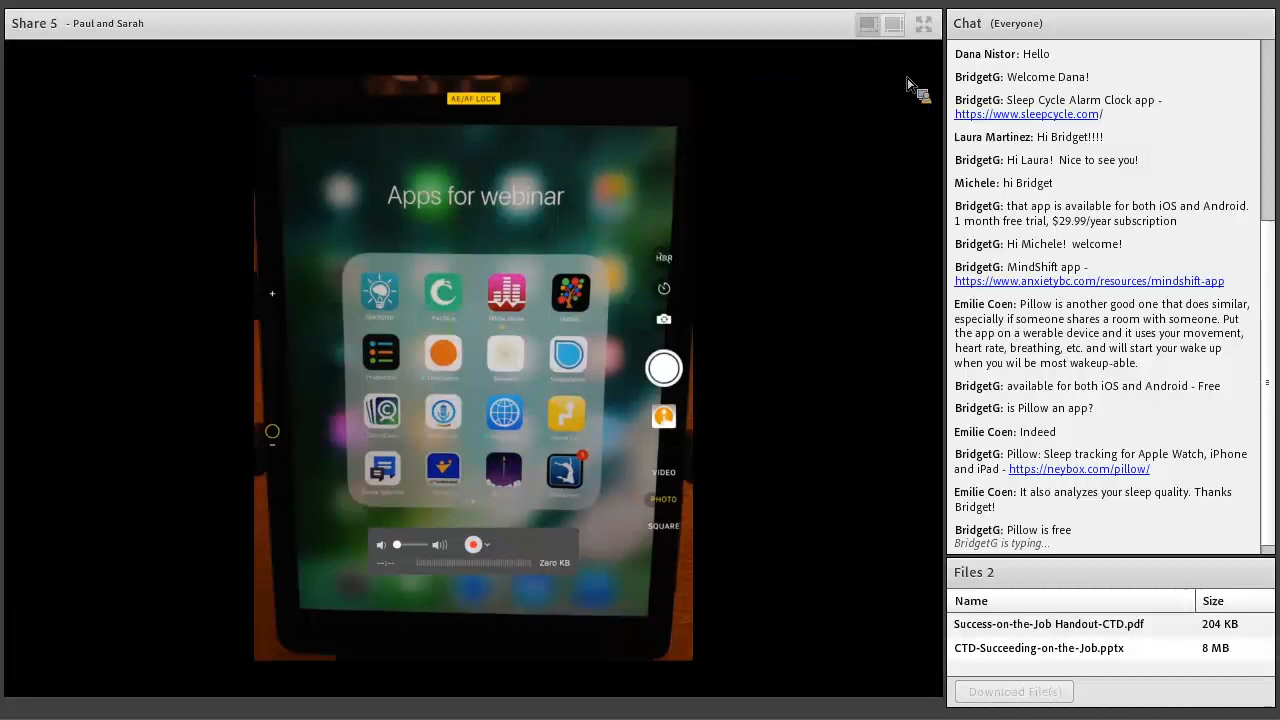 Share 5 - Paul and Sarah
AE/AF LOCK
Apps for webinar
HDR
White Noise
VIDEO
PHOTO
SQUARE
--:--
Zero KB
Chat (Everyone)
Dana Nistor: Hello
BridgetG: Welcome Dana!
BridgetG: Sleep Cycle Alarm Clock app -
https://www.sleepcycle.com/
Laura Martinez: Hi Bridget!!!!
BridgetG: Hi Laura! Nice to see you!
Michele: hi Bridget
BridgetG: that app is available for both iOS and Android.
1 month free trial, $29.99/year subscription
BridgetG: Hi Michele! welcome!
BridgetG: MindShift app -
https://www.anxietybc.com/resources/mindshift-app
Emilie Coen: Pillow is another good one that does similar,
especially if someone shares a room with someone. Put
the app on a werable device and it uses your movement,
heart rate, breathing, etc and will start your wake up
when you wil be most wakeup-able.
BridgetG: available for both iOS and Android - Free
BridgetG: is Pillow an app?
Emilie Coen: Indeed
BridgetG: Pillow: Sleep tracking for Apple Watch, iPhone
and iPad - https://neybox.com/pillow/
Emilie Coen: It also analyzes your sleep quality. Thanks
Bridget!
BridgetG: Pillow is free
BridgetG is typing...
Files 2
Name Size
Success-on-the-Job Handout-CTD.pdf 204 KB
CTD-Succeeding-on-the-Job.pptx 8 MB
Download File(s)